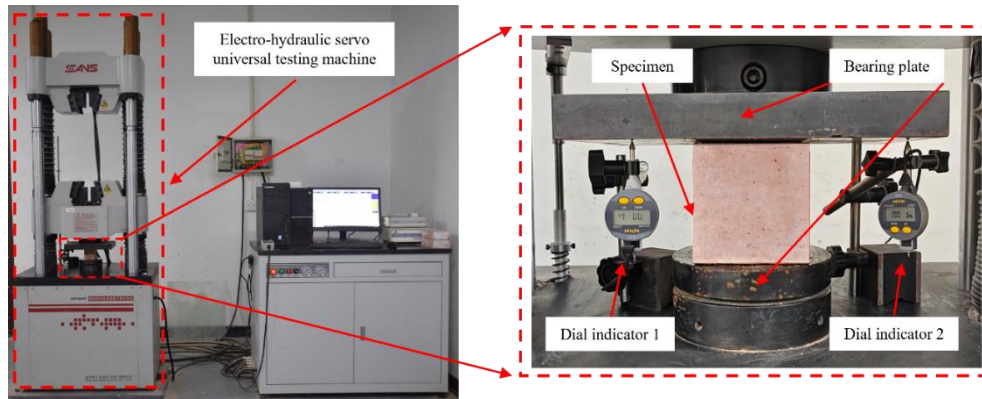 Electro-hydraulic servo
universal testing machine
SANS
Specimen
Bearing plate
Dial indicator 1
Dial indicator 2